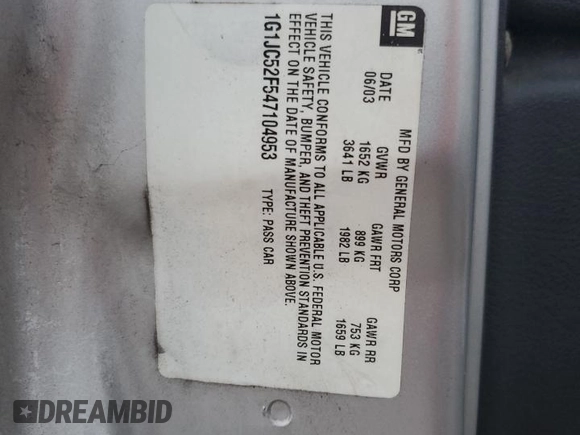 GM
MFD BY GENERAL MOTORS CORP
DATE GVWR GAWR FRT GAWR RR
06/03 1652 KG 899 KG 753 KG
3641 LB 1982 LB 1659 LB
THIS VEHICLE CONFORMS TO ALL APPLICABLE U.S. FEDERAL MOTOR
VEHICLE SAFETY, BUMPER, AND THEFT PREVENTION STANDARDS IN
EFFECT ON THE DATE OF MANUFACTURE SHOWN ABOVE.
1G1JC52F547104953 TYPE: PASS CAR
DREAMBID